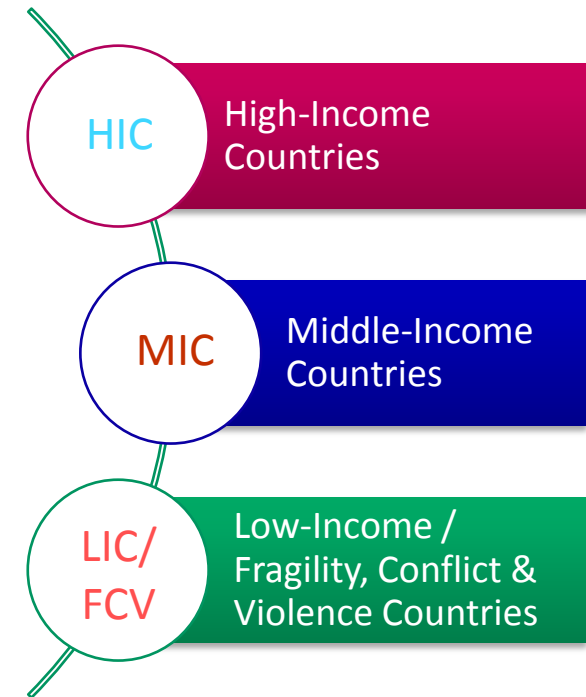 HIC
High-Income
Countries
MIC
Middle-Income
Countries
LIC/
FCV
Low-Income /
Fragility, Conflict &
Violence Countries